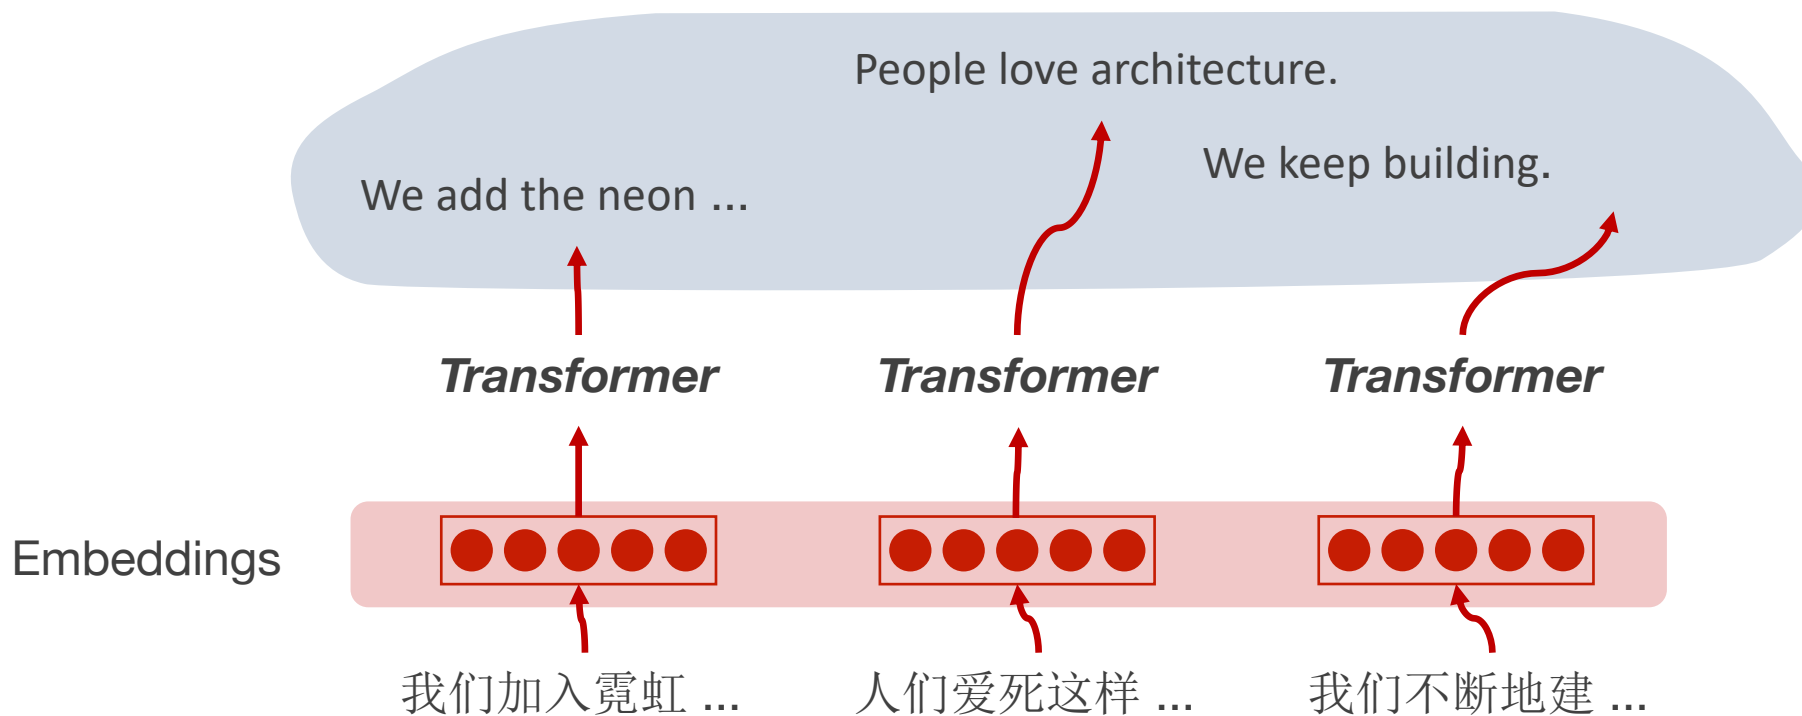 People love architecture.
We keep building.
We add the neon ...
Transformer
Transformer
Transformer
Embeddings
我们加入霓虹 ...
人们爱死这样 ...
我们不断地建 ...